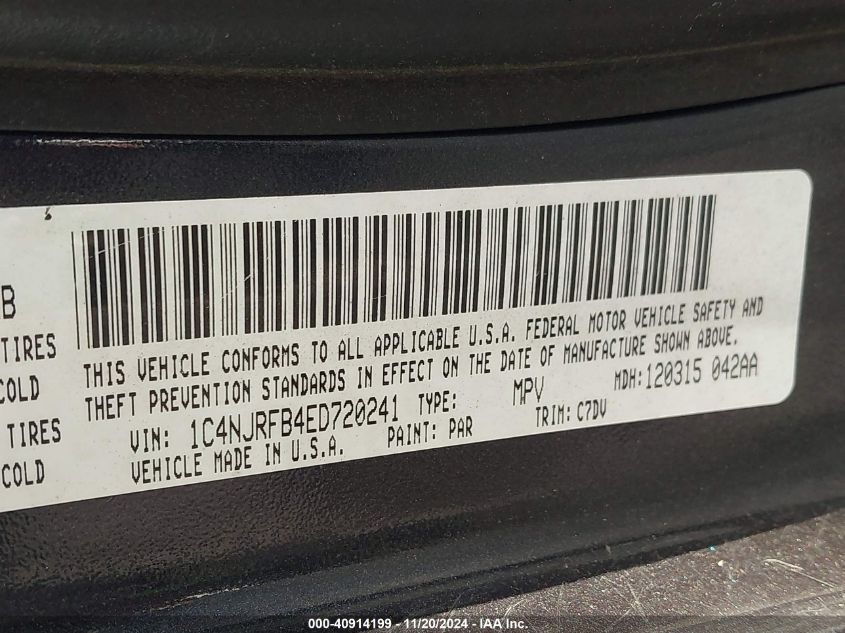 B
TIRES
COLD
TIRES
COLD
THIS VEHICLE CONFORMS TO ALL APPLICABLE U.S.A. FEDERAL MOTOR VEHICLE SAFETY AND
THEFT PREVENTION STANDARDS IN EFFECT ON THE DATE OF MANUFACTURE SHOWN ABOVE.
VIN: 1C4NJRFB4ED720241 TYPE: MPV MDH:120315 042AA
VEHICLE MADE IN U.S.A. PAINT: PAR TRIM: C7DV
000-40914199 - 11/20/2024 - IAAI Inc.